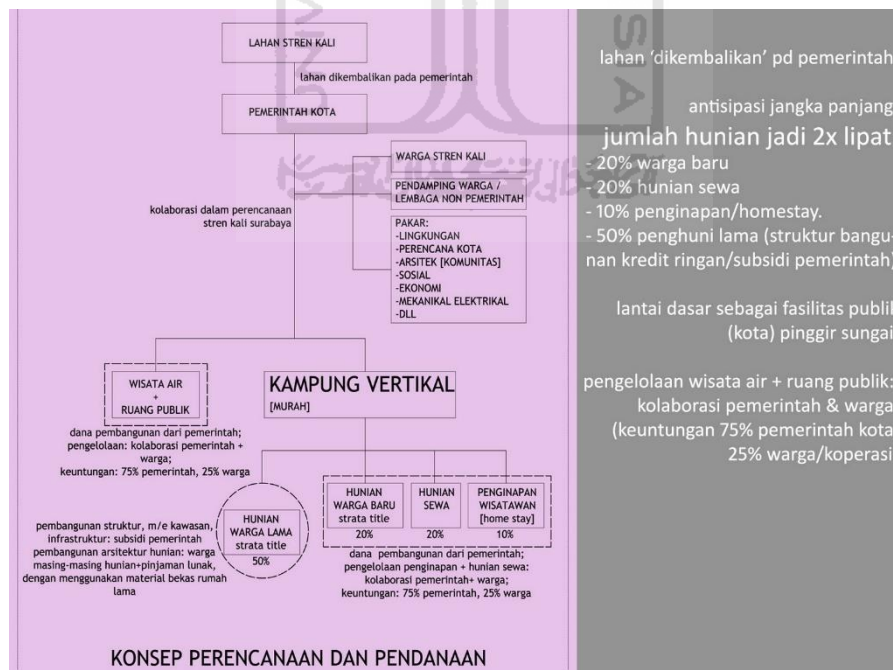 LAHAN STREN KALI
lahan dikembalikan pada pemerintah
PEMERINTAH KOTA
WARGA STREN KALI
PENDAMPING WARGA /
LEMBAGA NON PEMERINTAH
kolaborasi dalam perencanaan
stren kali surabaya
PAKAR:
-LINGKUNGAN
-PERENCANA KOTA
-ARSITEK [KOMUNITAS]
-SOSIAL
-EKONOMI
-MEKANIKAL ELEKTRIKAL
-DLL
WISATA AIR
+
RUANG PUBLIK
dana pembangunan dari pemerintah;
pengelolaan: kolaborasi pemerintah +
warga;
keuntungan: 75% pemerintah, 25% warga
KAMPUNG VERTIKAL
[MURAH]
pembangunan struktur, m/e kawasan,
infrastruktur: subsidi pemerintah
pembangunan arsitektur hunian: warga
masing-masing hunian+pinjaman lunak,
dengan menggunakan material bekas rumah
lama
HUNIAN
WARGA LAMA
strata title
50%
HUNIAN
WARGA BARU
strata title
20%
HUNIAN
SEWA
20%
PENGINAPAN
WISATAWAN
[home stay]
10%
dana pembangunan dari pemerintah;
pengelolaan penginapan + hunian sewa:
kolaborasi pemerintah+ warga;
keuntungan: 75% pemerintah, 25% warga
KONSEP PERENCANAAN DAN PENDANAAN
lahan 'dikembalikan' pd pemerintah
antisipasi jangka panjang
jumlah hunian jadi 2x lipat
- 20% warga baru
- 20% hunian sewa
- 10% penginapan/homestay.
- 50% penghuni lama (struktur bangu-
nan kredit ringan/subsidi pemerintah)
lantai dasar sebagai fasilitas publik
(kota) pinggir sungai
pengelolaan wisata air + ruang publik:
kolaborasi pemerintah & warga
(keuntungan 75% pemerintah kota
25% warga/koperasi